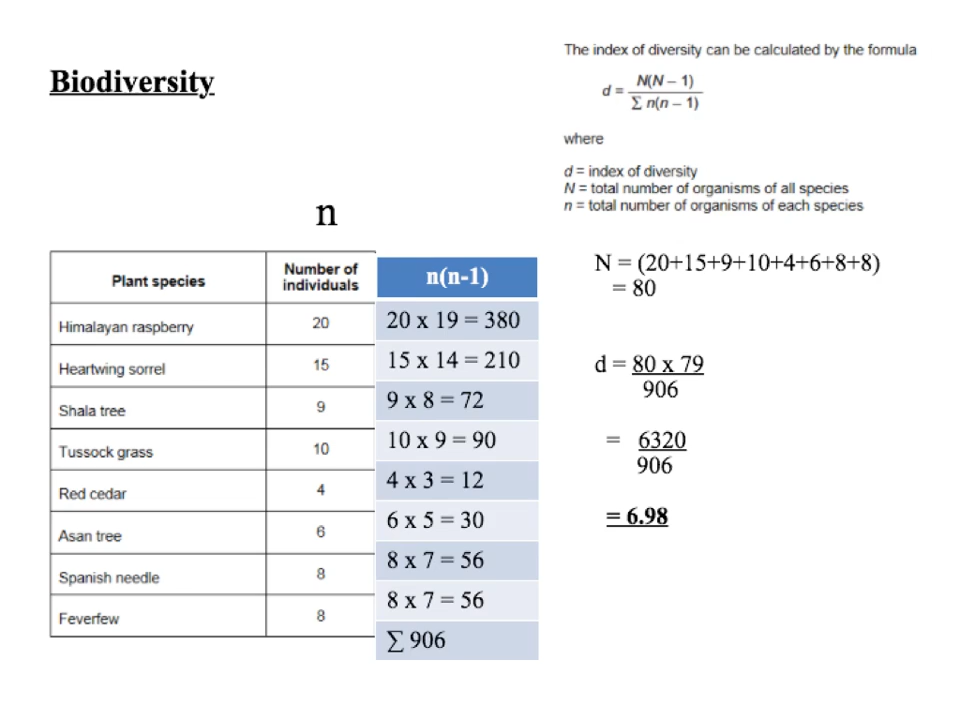 Biodiversity
The index of diversity can be calculated by the formula
d = N(N – 1)
∑ n(n – 1)
where
d = index of diversity
N = total number of organisms of all species
n = total number of organisms of each species
n
Plant species Number of individuals n(n-1)
Himalayan raspberry 20 20 x 19 = 380
Heartwing sorrel 15 15 x 14 = 210
Shala tree 9 9 x 8 = 72
Tussock grass 10 10 x 9 = 90
Red cedar 4 4 x 3 = 12
Asan tree 6 6 x 5 = 30
Spanish needle 8 8 x 7 = 56
Feverfew 8 8 x 7 = 56
∑ 906
N = (20+15+9+10+4+6+8+8)
= 80
d = 80 x 79
906
= 6320
906
= 6.98